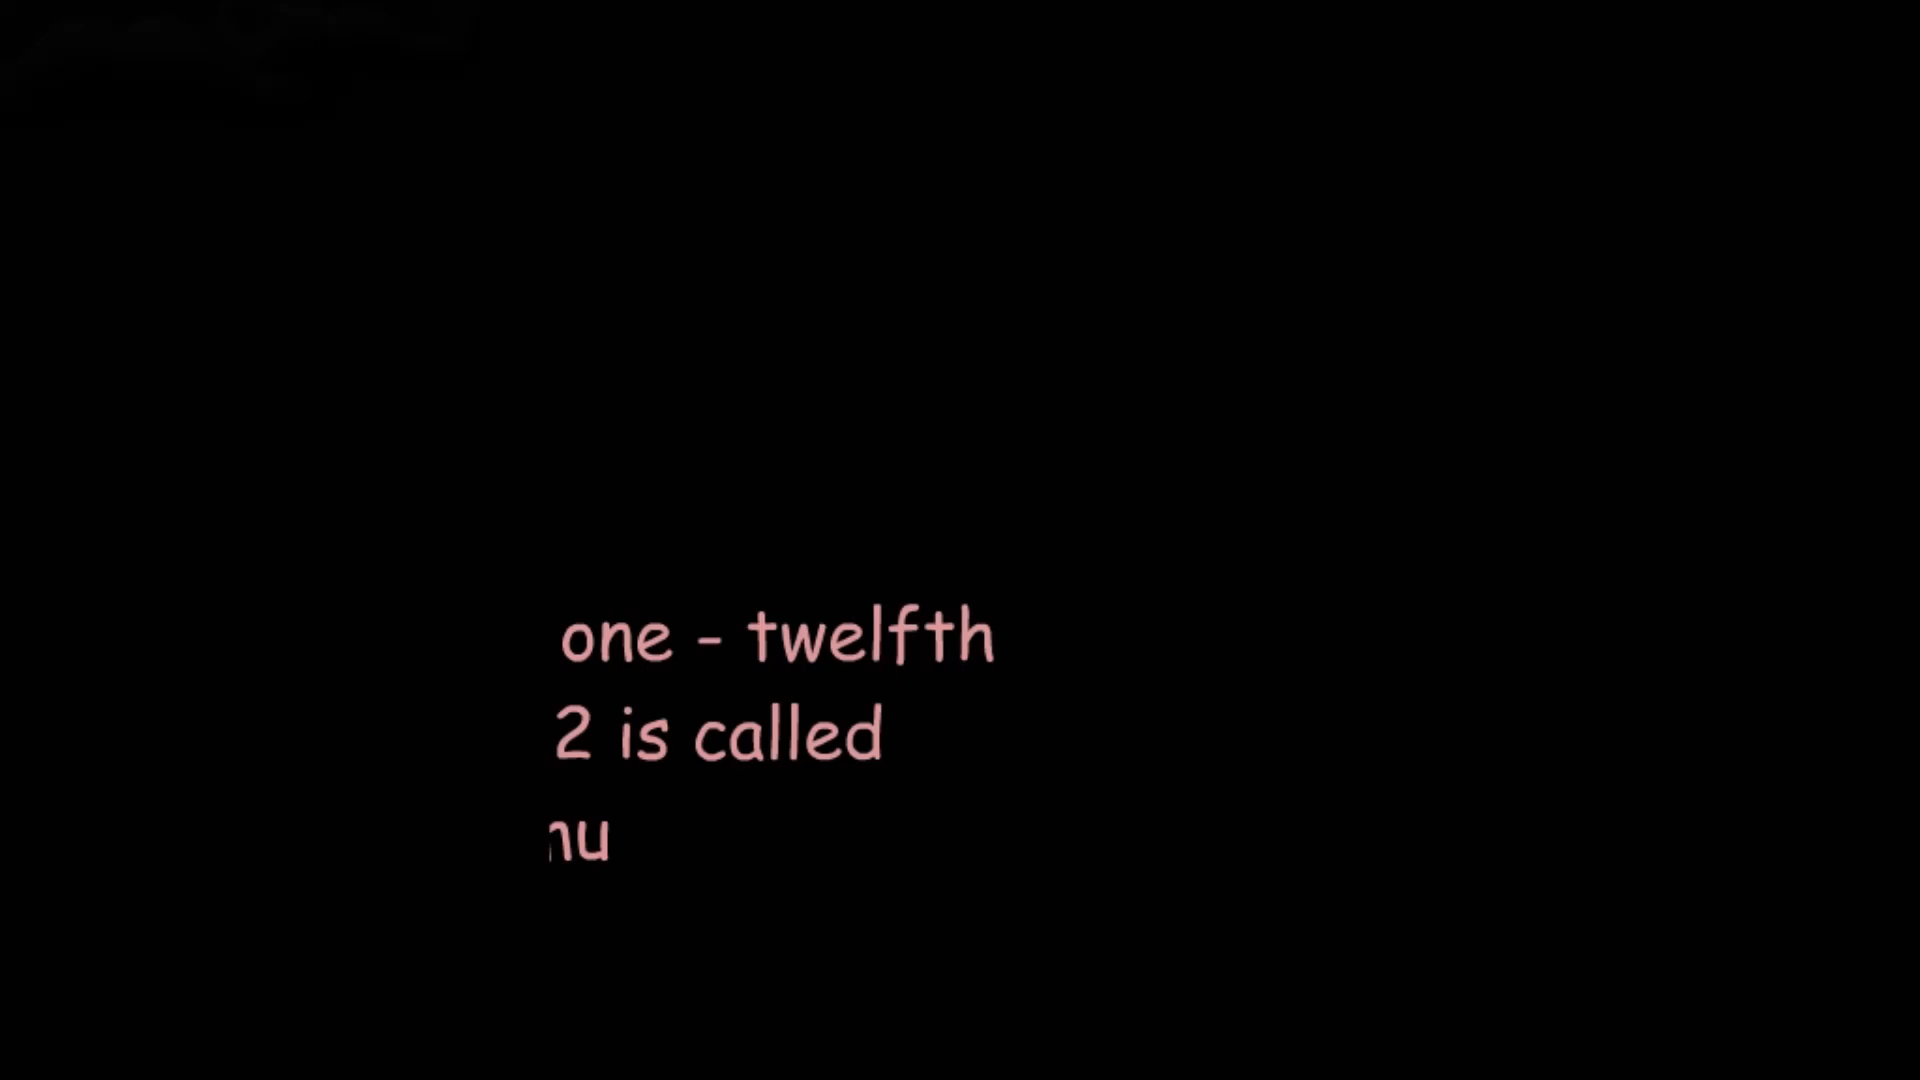 one - twelfth
2 is called
nu